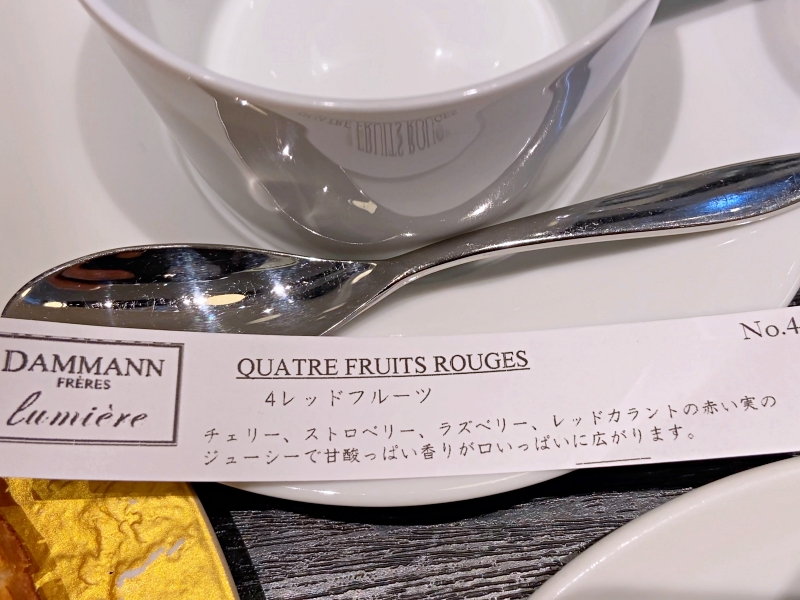 No.4
DAMMANN
FRÈRES
lumière
QUATRE FRUITS ROUGES
4レッドフルーツ
チェリー、ストロベリー、ラズベリー、レッドカラントの赤い実の
ジューシーで甘酸っぱい香りが口いっぱいに広がります。